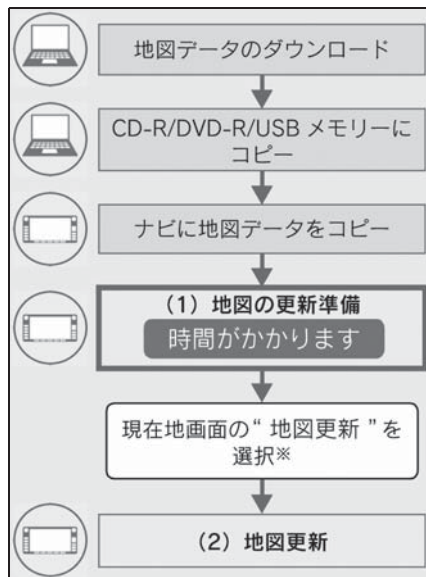 地図データのダウンロード
CD-R/DVD-R/USB メモリーに
コピー
ナビに地図データをコピー
(1) 地図の更新準備
時間がかかります
現在地画面の“ 地図更新 ”を
選択※
(2) 地図更新